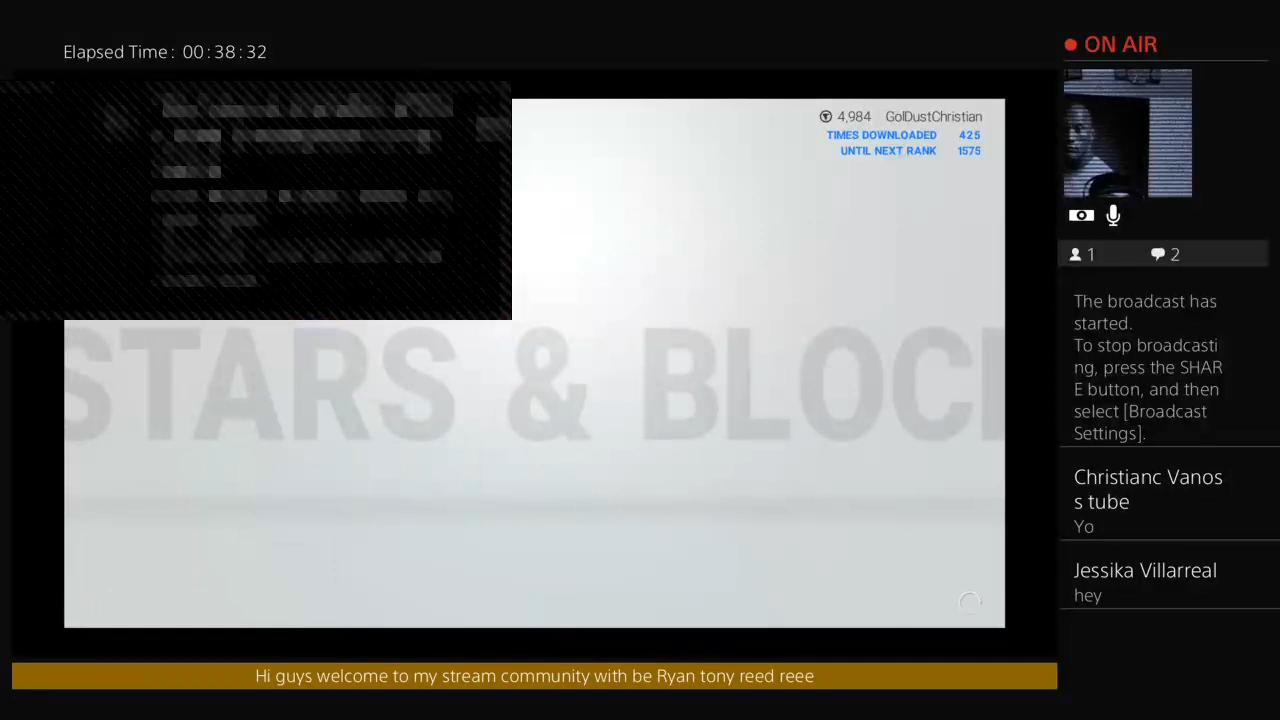 Elapsed Time: 00:38:32
ON AIR
4,984 GolDustChristian
TIMES DOWNLOADED 425
UNTIL NEXT RANK 1575
1 2
STARS & BLOC
The broadcast has
started.
To stop broadcasti
ng, press the SHAR
E button, and then
select [Broadcast
Settings].
Christianc Vanos
s tube
Yo
Jessika Villarreal
hey
Hi guys welcome to my stream community with be Ryan tony reed reee